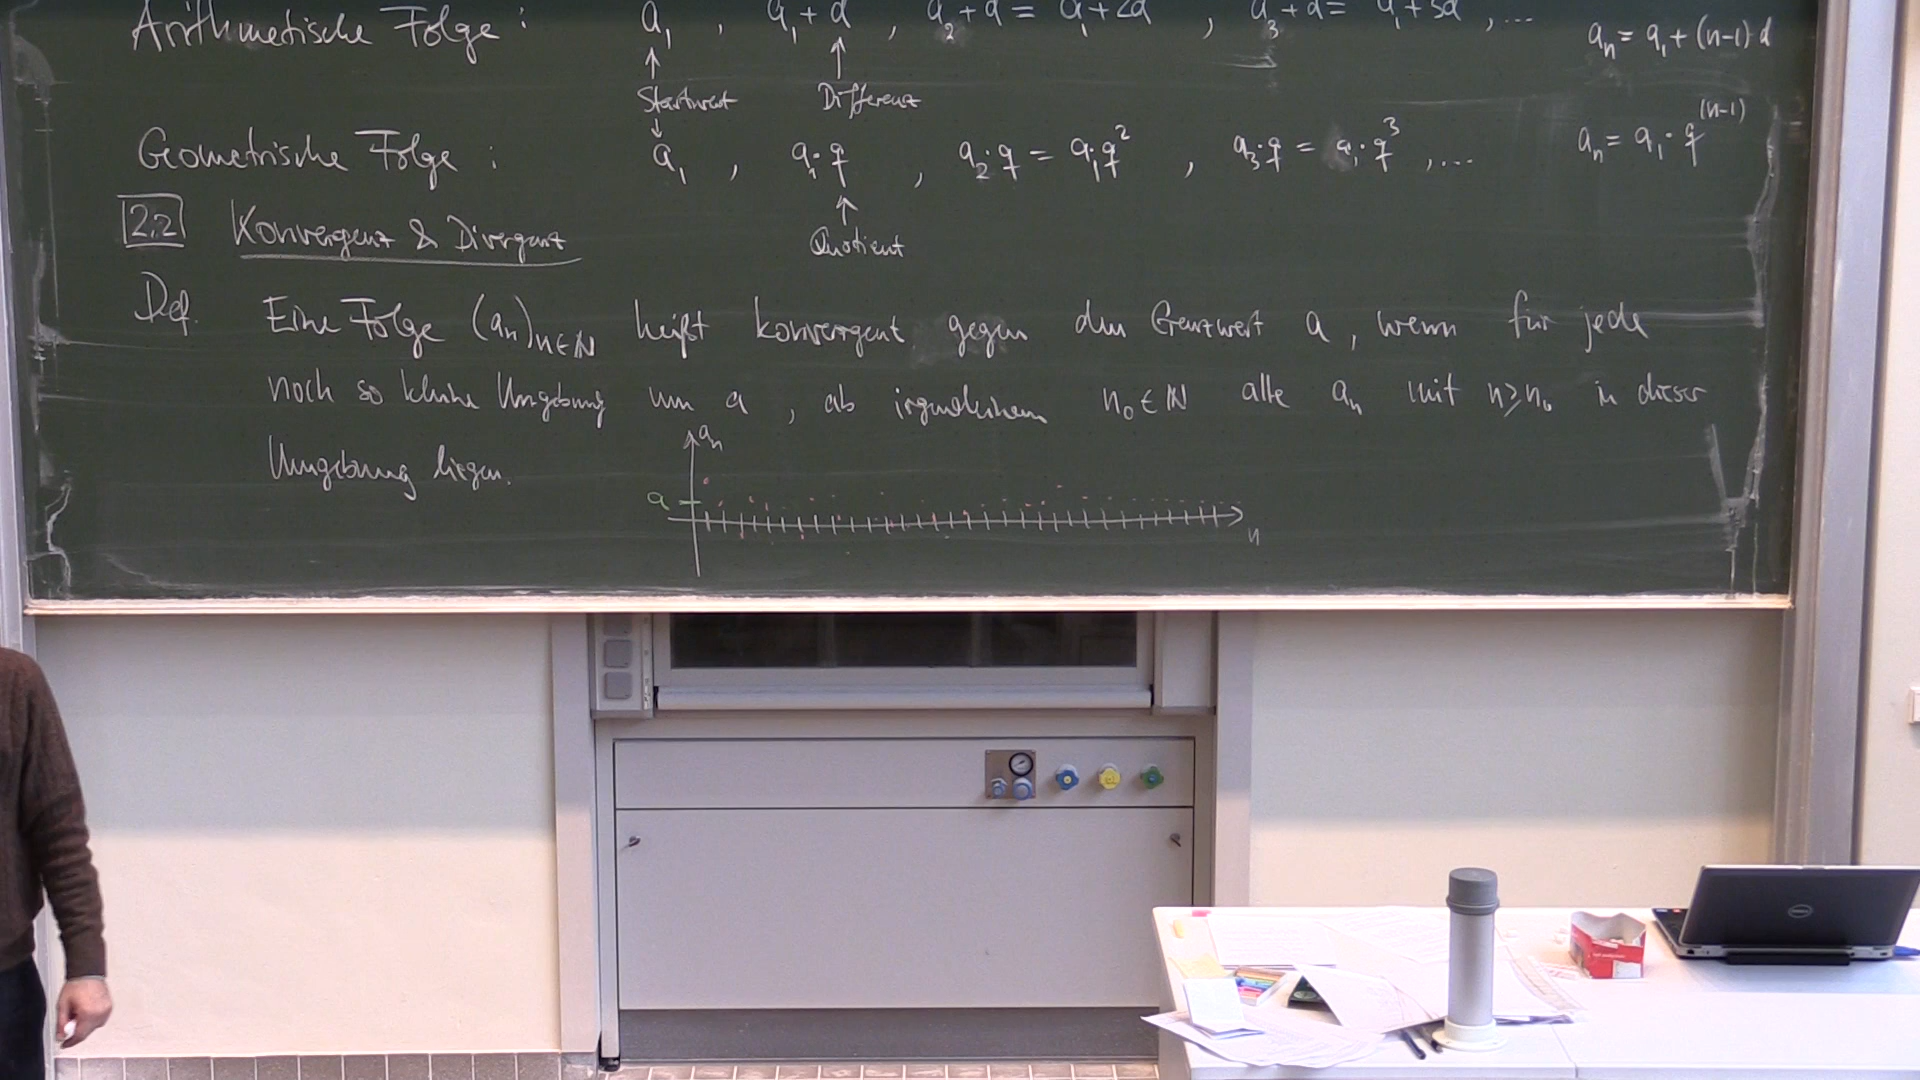 Arithmetische Folge : a₁ , a₁ + d , a₂ + d = a₁ + 2d , a₃ + d = a₁ + 3d , ... aₙ = a₁ + (n-1)·d
Startwert Differenz
Geometrische Folge : a₁ , a₁·q , a₂·q = a₁·q² , a₃·q = a₁·q³ , ... aₙ = a₁·q⁽ⁿ⁻¹⁾
Quotient
2.2 Konvergenz & Divergenz
Def. Eine Folge (aₙ)n∈ℕ heißt konvergent gegen den Grenzwert a , wenn für jede
noch so kleine Umgebung um a , ab irgendeinem n₀ ∈ ℕ alle aₙ mit n ≥ n₀ in dieser
Umgebung liegen.
aₙ
a
n
DELL